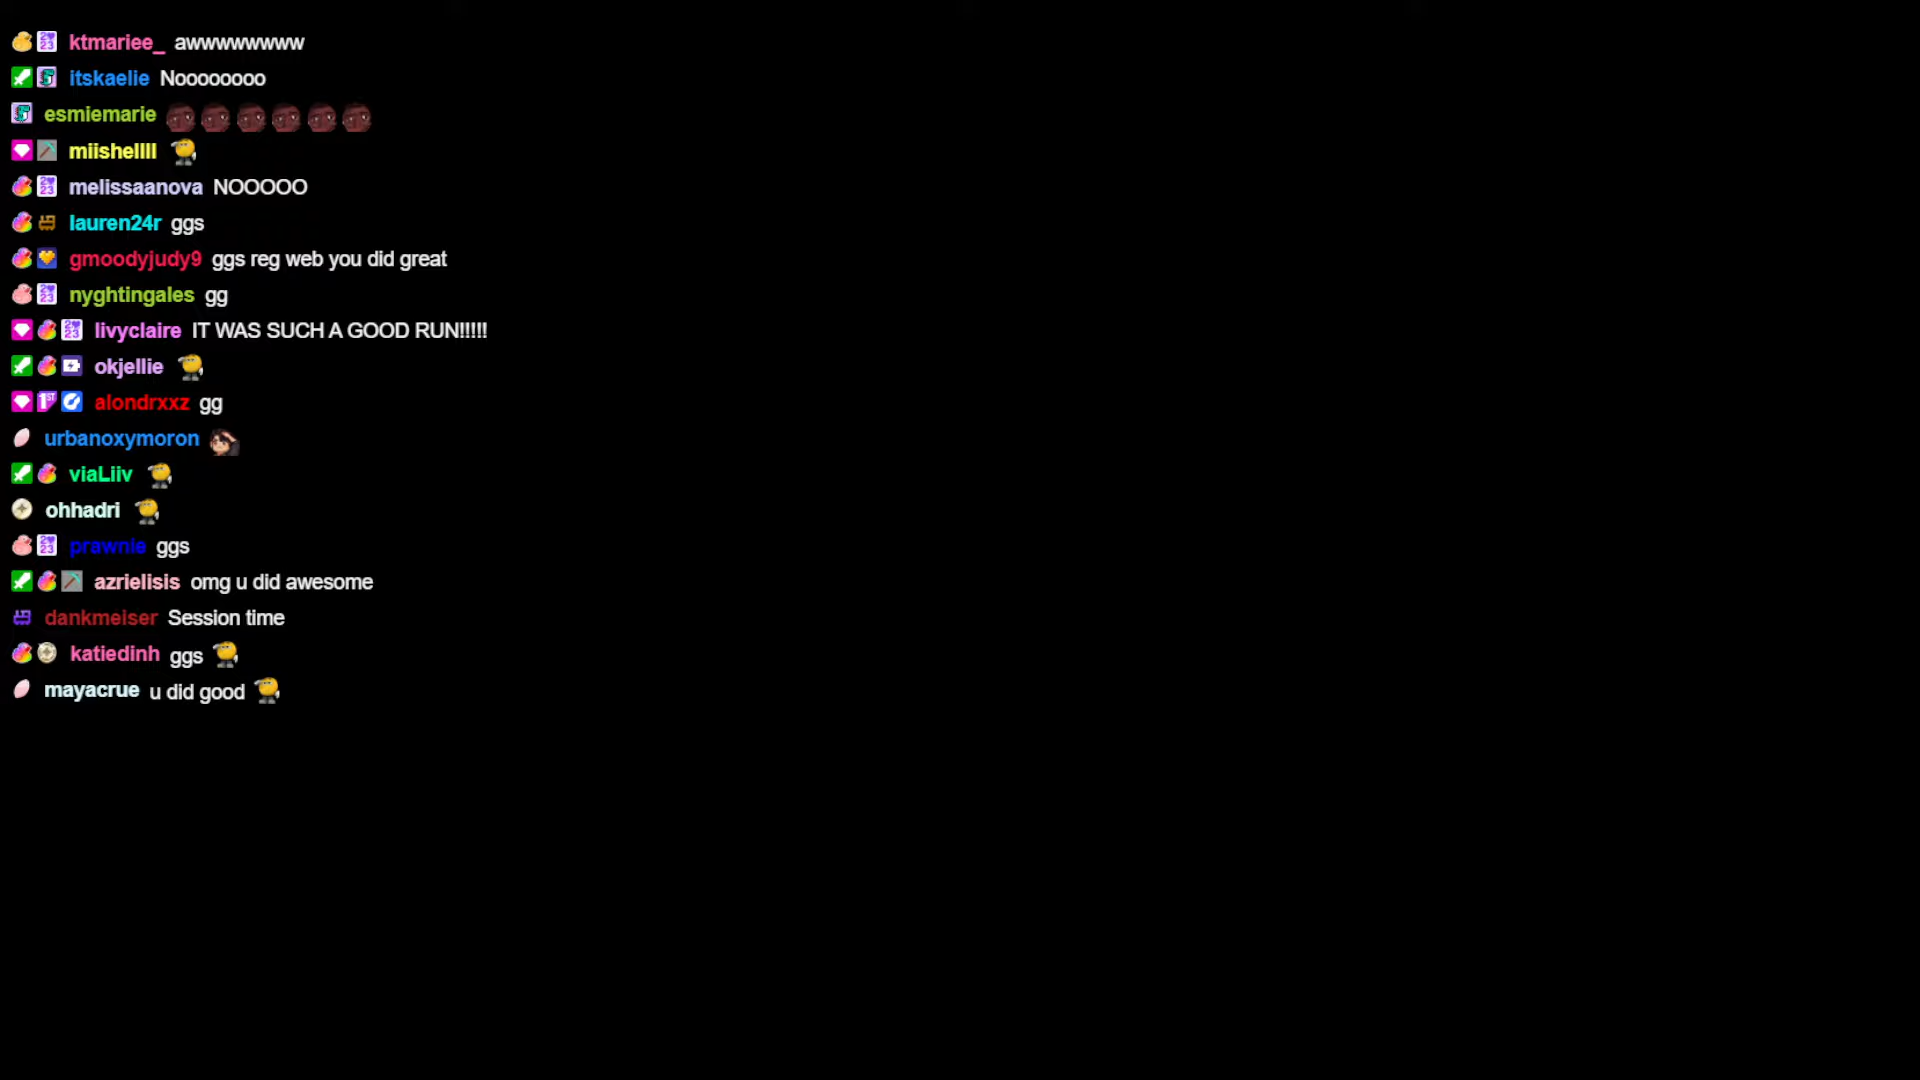 ktmariee_ awwwwwwww
itskaelie Noooooooo
esmiemarie
miishellll
melissaanova NOOOOO
lauren24r ggs
gmoodyjudy9 ggs reg web you did great
nyghtingales gg
livyclaire IT WAS SUCH A GOOD RUN!!!!!
okjellie
alondrxxz gg
urbanoxymoron
viaLiiv
ohhadri
prawnie ggs
azrielisis omg u did awesome
dankmeiser Session time
katiedinh ggs
mayacrue u did good